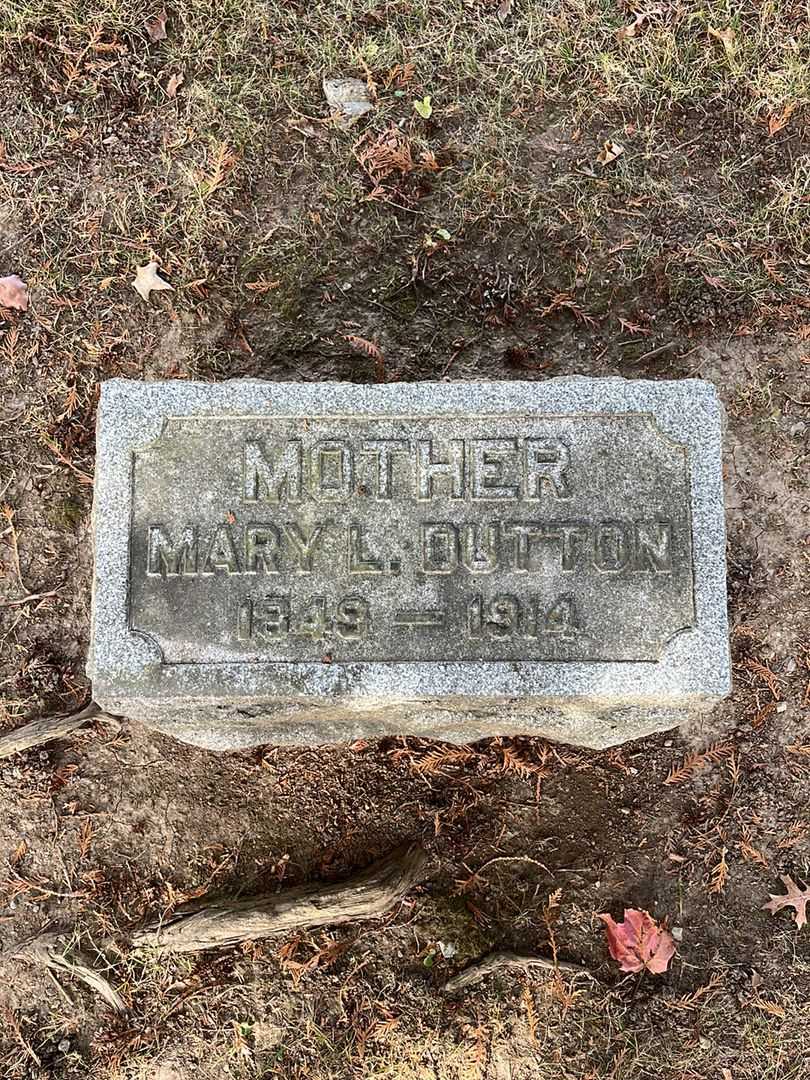 MOTHER
MARY L. DUTTON
1849 – 1914